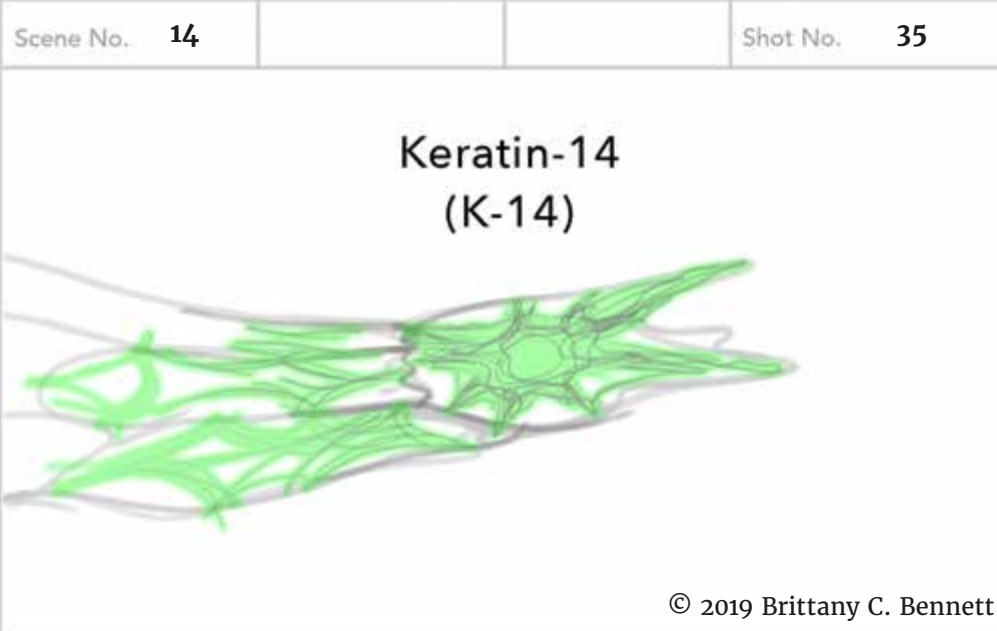 Scene No. 14
Shot No. 35
Keratin-14
(K-14)
© 2019 Brittany C. Bennett